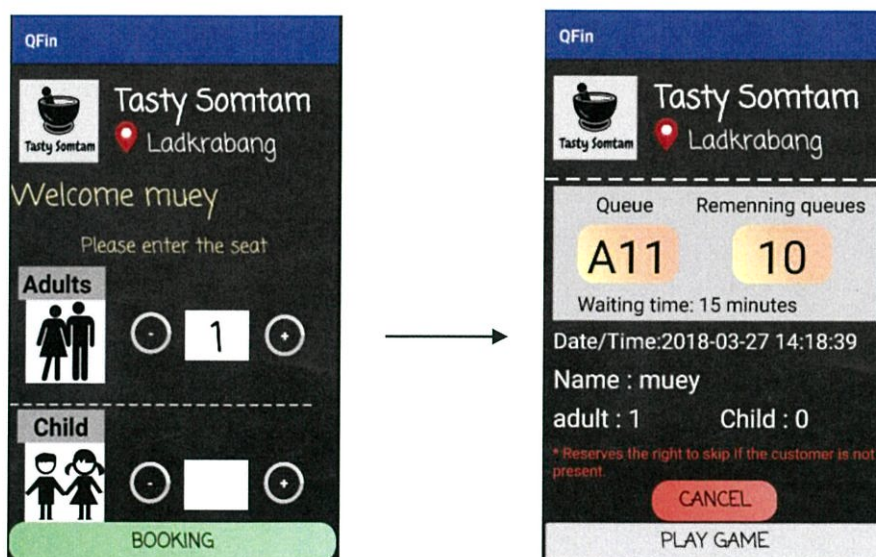 QFin
Tasty Somtam
Tasty Somtam
Ladkrabang
Welcome muey
Please enter the seat
Adults
- 1 +
Child
- +
BOOKING
QFin
Tasty Somtam
Tasty Somtam
Ladkrabang
Queue Remenning queues
A11 10
Waiting time: 15 minutes
Date/Time:2018-03-27 14:18:39
Name : muey
adult : 1 Child : 0
* Reserves the right to skip if the customer is not
present.
CANCEL
PLAY GAME